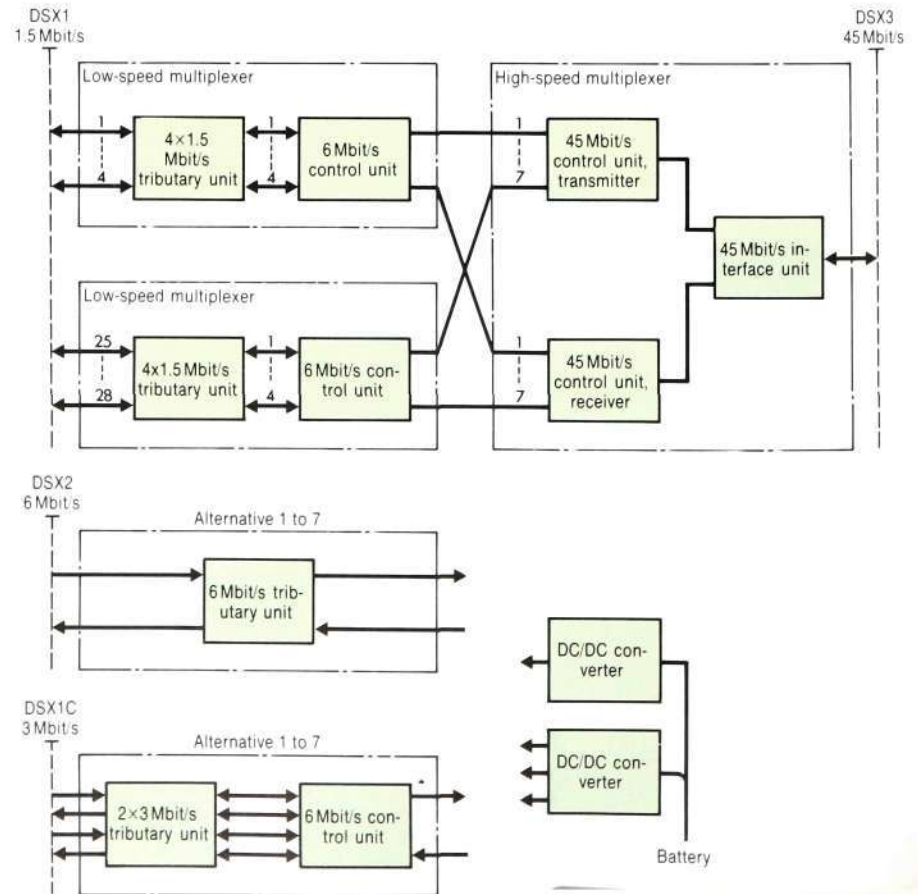 DSX1
1.5 Mbit/s
DSX3
45 Mbit/s
Low-speed multiplexer
High-speed multiplexer
1
4
4×1.5
Mbit/s
tributary unit
1
4
6 Mbit/s
control unit
1
7
45 Mbit/s
control unit,
transmitter
45 Mbit/s in-
terface unit
Low-speed multiplexer
25
28
4x1.5 Mbit/s
tributary unit
1
4
6 Mbit/s con-
trol unit
1
7
45 Mbit/s
control unit,
receiver
DSX2
6 Mbit/s
Alternative 1 to 7
6 Mbit/s trib-
utary unit
DC/DC con-
verter
DSX1C
3 Mbit/s
Alternative 1 to 7
2×3 Mbit/s
tributary unit
6 Mbit/s con-
trol unit
DC/DC con-
verter
Battery